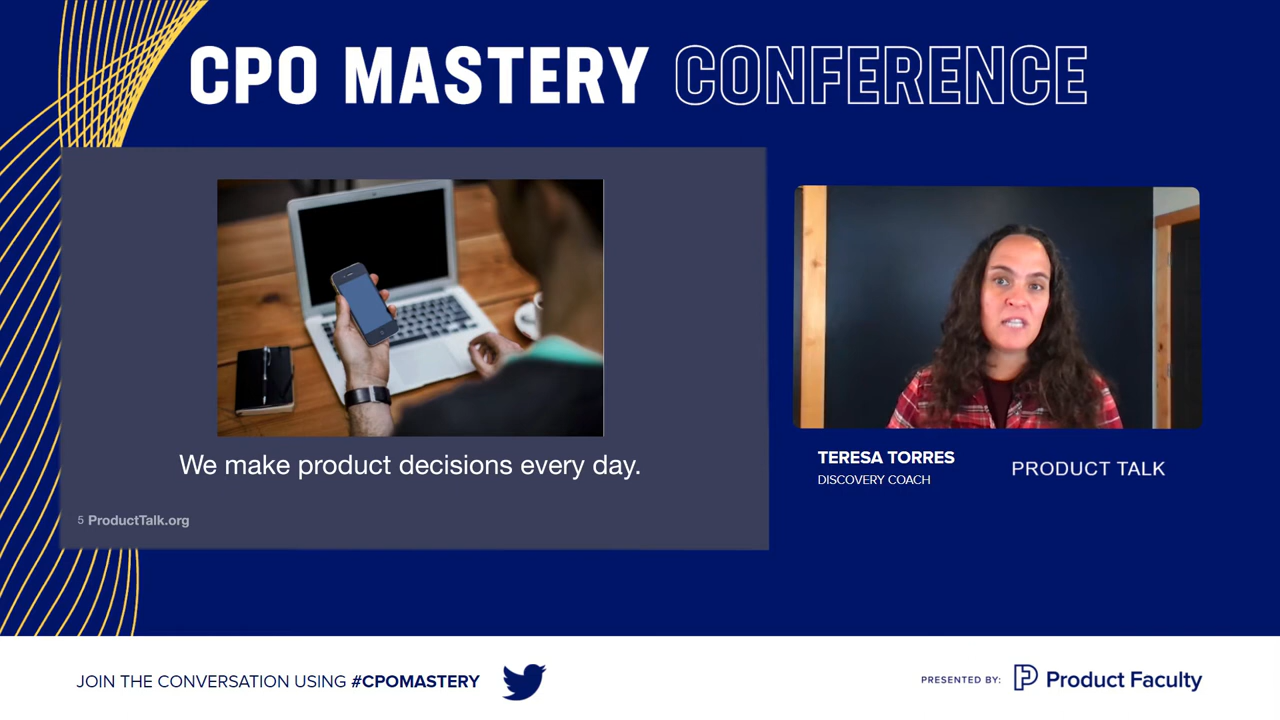 CPO MASTERY CONFERENCE
We make product decisions every day.
5 ProductTalk.org
TERESA TORRES
DISCOVERY COACH
PRODUCT TALK
JOIN THE CONVERSATION USING #CPOMASTERY
PRESENTED BY: Product Faculty